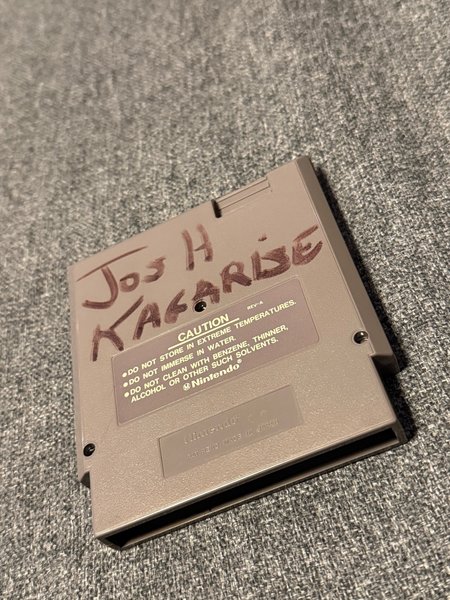 JOSH
KAGARISE
CAUTION REV-A
•DO NOT STORE IN EXTREME TEMPERATURES.
•DO NOT IMMERSE IN WATER.
•DO NOT CLEAN WITH BENZENE, THINNER,
ALCOHOL OR OTHER SUCH SOLVENTS.
Nintendo®
Nintendo